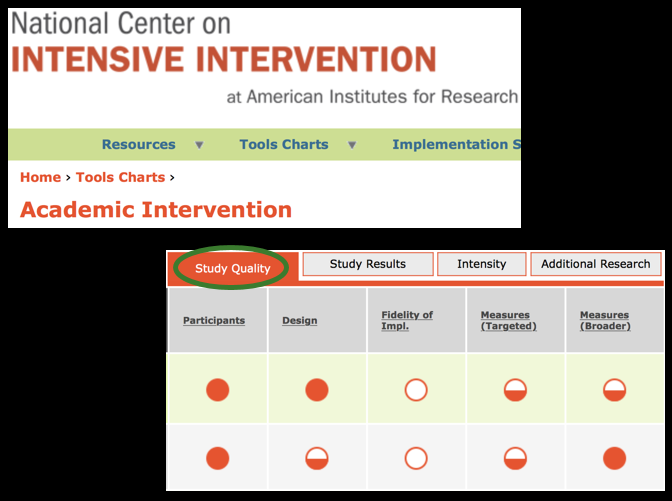 National Center on
INTENSIVE INTERVENTION
at American Institutes for Research
Resources ▼ Tools Charts ▼ Implementation S
Home › Tools Charts ›
Academic Intervention
Study Quality Study Results Intensity Additional Research
Participants Design Fidelity of Impl. Measures (Targeted) Measures (Broader)